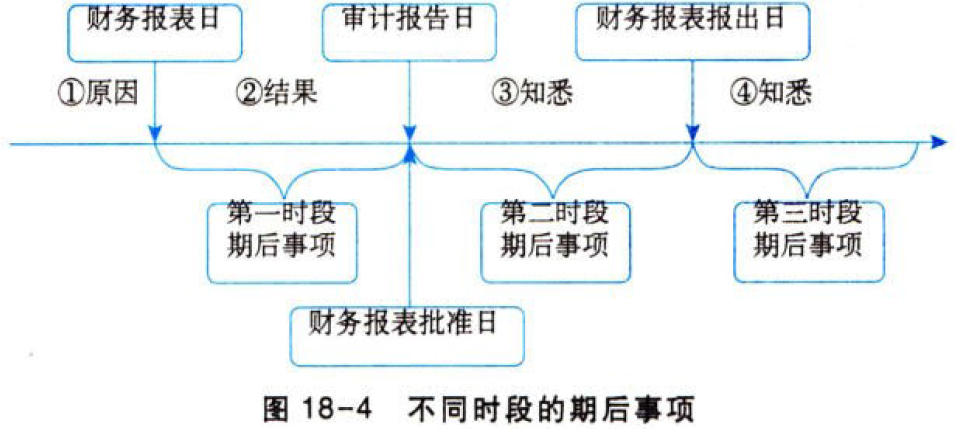 财务报表日
审计报告日
财务报表报出日
①原因
②结果
③知悉
④知悉
第一时段
期后事项
第二时段
期后事项
第三时段
期后事项
财务报表批准日
图 18-4 不同时段的期后事项